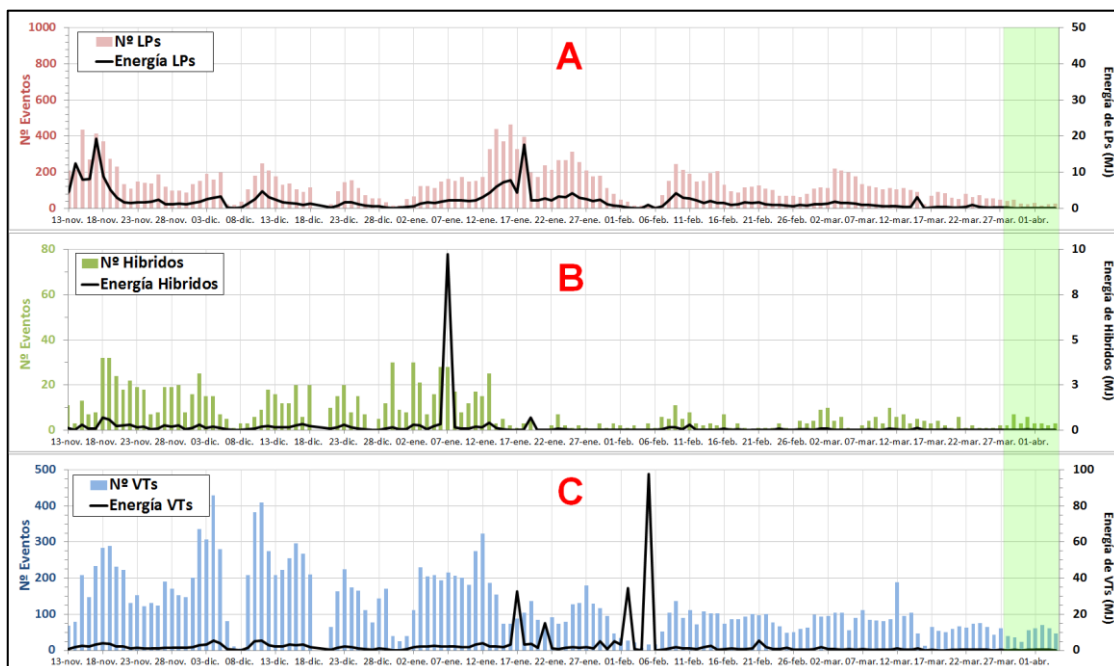 A
Nº LPs
Energía LPs
Nº Eventos
Energía de LPs (MJ)
1000
800
600
400
200
0
50
40
30
20
10
0
13-nov. 18-nov. 23-nov. 28-nov. 03-dic. 08-dic. 13-dic. 18-dic. 23-dic. 28-dic. 02-ene. 07-ene. 12-ene. 17-ene. 22-ene. 27-ene. 01-feb. 06-feb. 11-feb. 16-feb. 21-feb. 26-feb. 02-mar. 07-mar. 12-mar. 17-mar. 22-mar. 27-mar. 01-abr.
B
Nº Hibridos
Energía Hibridos
Nº Eventos
Energía de Hibridos (MJ)
80
60
40
20
0
10
8
5
3
0
13-nov. 18-nov. 23-nov. 28-nov. 03-dic. 08-dic. 13-dic. 18-dic. 23-dic. 28-dic. 02-ene. 07-ene. 12-ene. 17-ene. 22-ene. 27-ene. 01-feb. 06-feb. 11-feb. 16-feb. 21-feb. 26-feb. 02-mar. 07-mar. 12-mar. 17-mar. 22-mar. 27-mar. 01-abr.
C
Nº VTs
Energía VTs
Nº Eventos
Energía de VTs (MJ)
500
400
300
200
100
0
100
80
60
40
20
0
13-nov. 18-nov. 23-nov. 28-nov. 03-dic. 08-dic. 13-dic. 18-dic. 23-dic. 28-dic. 02-ene. 07-ene. 12-ene. 17-ene. 22-ene. 27-ene. 01-feb. 06-feb. 11-feb. 16-feb. 21-feb. 26-feb. 02-mar. 07-mar. 12-mar. 17-mar. 22-mar. 27-mar. 01-abr.